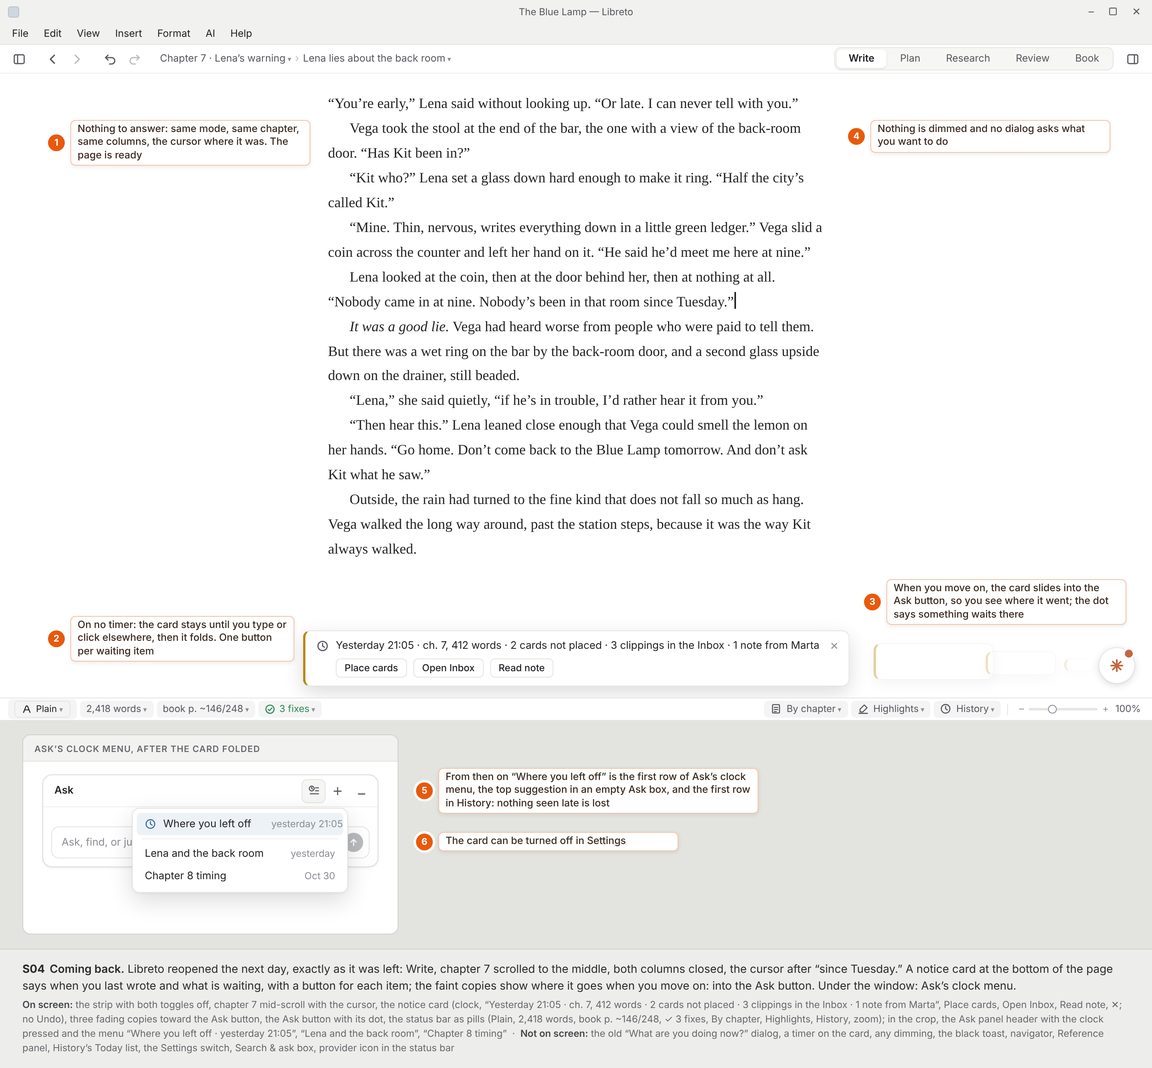 The Blue Lamp — Libreto
File Edit View Insert Format AI Help
Chapter 7 · Lena’s warning › Lena lies about the back room
Write Plan Research Review Book
“You’re early,” Lena said without looking up. “Or late. I can never tell with you.”
Vega took the stool at the end of the bar, the one with a view of the back-room
door. “Has Kit been in?”
“Kit who?” Lena set a glass down hard enough to make it ring. “Half the city’s
called Kit.”
“Mine. Thin, nervous, writes everything down in a little green ledger.” Vega slid a
coin across the counter and left her hand on it. “He said he’d meet me here at nine.”
Lena looked at the coin, then at the door behind her, then at nothing at all.
“Nobody came in at nine. Nobody’s been in that room since Tuesday.”
It was a good lie. Vega had heard worse from people who were paid to tell them.
But there was a wet ring on the bar by the back-room door, and a second glass upside
down on the drainer, still beaded.
“Lena,” she said quietly, “if he’s in trouble, I’d rather hear it from you.”
“Then hear this.” Lena leaned close enough that Vega could smell the lemon on
her hands. “Go home. Don’t come back to the Blue Lamp tomorrow. And don’t ask
Kit what he saw.”
Outside, the rain had turned to the fine kind that does not fall so much as hang.
Vega walked the long way around, past the station steps, because it was the way Kit
always walked.
1
Nothing to answer: same mode, same chapter,
same columns, the cursor where it was. The
page is ready
4
Nothing is dimmed and no dialog asks what
you want to do
3
When you move on, the card slides into the
Ask button, so you see where it went; the dot
says something waits there
2
On no timer: the card stays until you type or
click elsewhere, then it folds. One button
per waiting item
Yesterday 21:05 · ch. 7, 412 words · 2 cards not placed · 3 clippings in the Inbox · 1 note from Marta ×
Place cards Open Inbox Read note
Plain 2,418 words book p. ~146/248 3 fixes By chapter Highlights History − + 100%
ASK’S CLOCK MENU, AFTER THE CARD FOLDED
Ask
Where you left off yesterday 21:05
Ask, find, or ju
Lena and the back room yesterday
Chapter 8 timing Oct 30
5
From then on “Where you left off” is the first row of Ask’s clock
menu, the top suggestion in an empty Ask box, and the first row
in History: nothing seen late is lost
6
The card can be turned off in Settings
S04 Coming back. Libreto reopened the next day, exactly as it was left: Write, chapter 7 scrolled to the middle, both columns closed, the cursor after “since Tuesday.” A notice card at the bottom of the page
says when you last wrote and what is waiting, with a button for each item; the faint copies show where it goes when you move on: into the Ask button. Under the window: Ask’s clock menu.
On screen: the strip with both toggles off, chapter 7 mid-scroll with the cursor, the notice card (clock, “Yesterday 21:05 · ch. 7, 412 words · 2 cards not placed · 3 clippings in the Inbox · 1 note from Marta”, Place cards, Open Inbox, Read note, ✕;
no Undo), three fading copies toward the Ask button, the Ask button with its dot, the status bar as pills (Plain, 2,418 words, book p. ~146/248, ✓ 3 fixes, By chapter, Highlights, History, zoom); in the crop, the Ask panel header with the clock
pressed and the menu “Where you left off · yesterday 21:05”, “Lena and the back room”, “Chapter 8 timing” · Not on screen: the old “What are you doing now?” dialog, a timer on the card, any dimming, the black toast, navigator, Reference
panel, History’s Today list, the Settings switch, Search & ask box, provider icon in the status bar